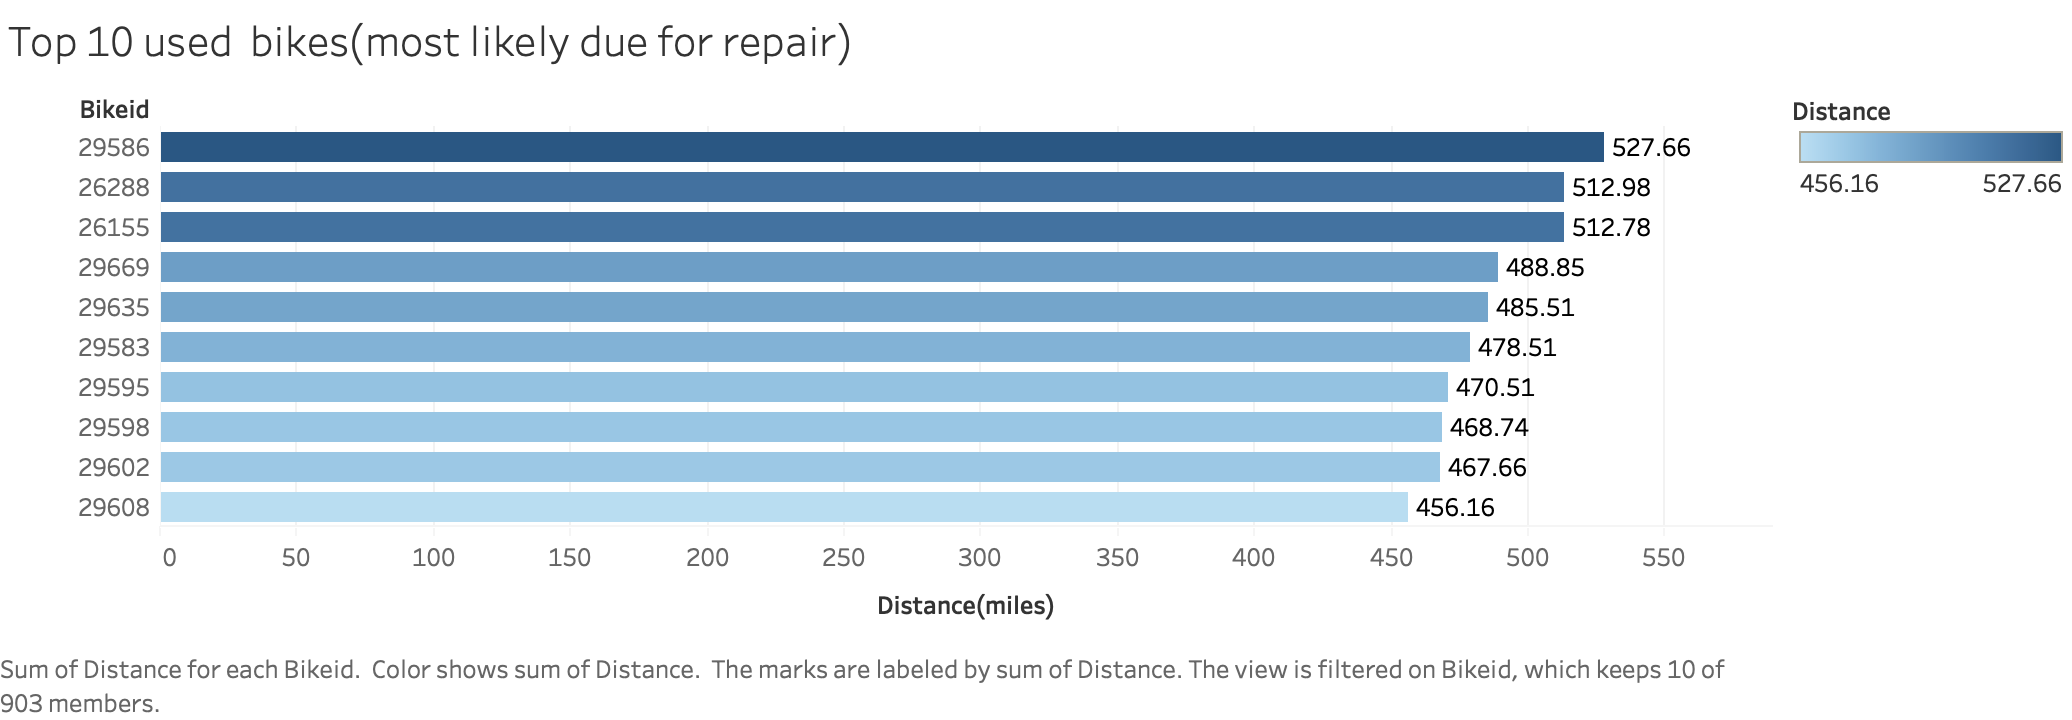 Top 10 used  bikes(most likely due for repair)
Bikeid
29586 527.66
26288 512.98
26155 512.78
29669 488.85
29635 485.51
29583 478.51
29595 470.51
29598 468.74
29602 467.66
29608 456.16
0 50 100 150 200 250 300 350 400 450 500 550
Distance(miles)
Distance
456.16 527.66
Sum of Distance for each Bikeid.  Color shows sum of Distance.  The marks are labeled by sum of Distance. The view is filtered on Bikeid, which keeps 10 of
903 members.